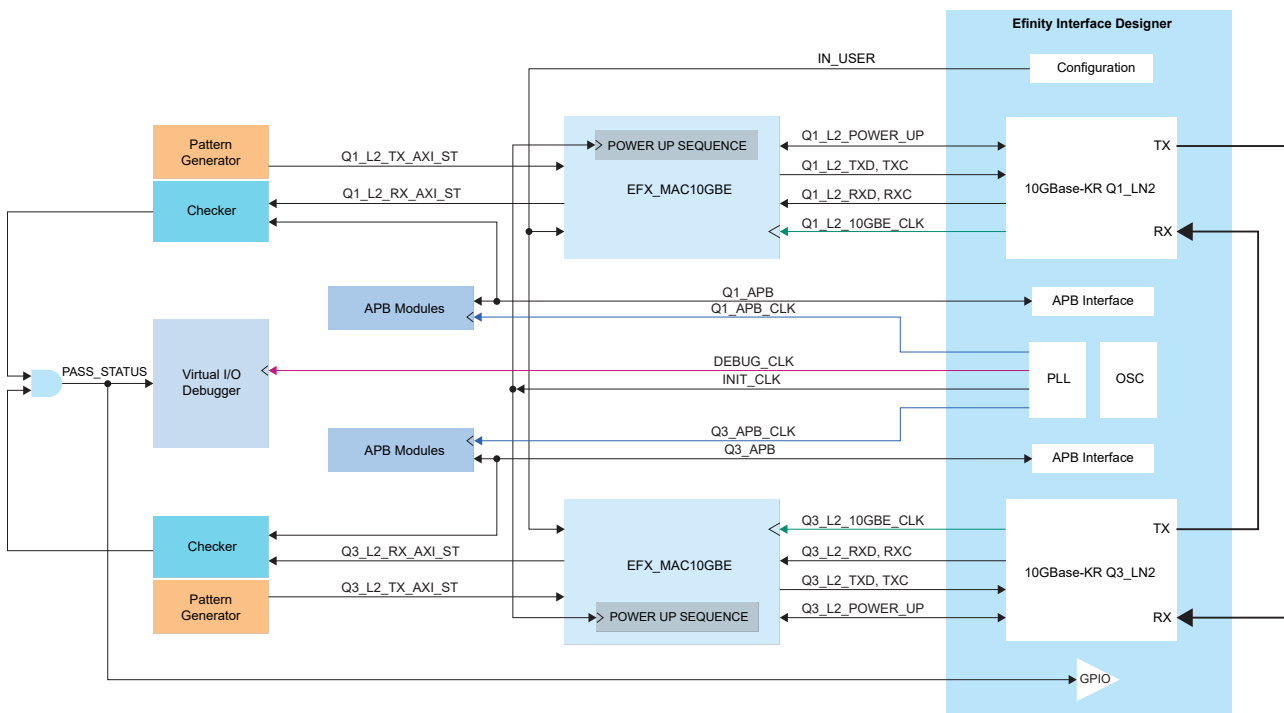 Efinity Interface Designer
IN_USER
Configuration
Pattern
Generator
Q1_L2_TX_AXI_ST
POWER UP SEQUENCE
Q1_L2_POWER_UP
TX
EFX_MAC10GBE
Q1_L2_TXD, TXC
Checker
Q1_L2_RX_AXI_ST
Q1_L2_RXD, RXC
10GBase-KR Q1_LN2
Q1_L2_10GBE_CLK
RX
APB Modules
Q1_APB
Q1_APB_CLK
APB Interface
PASS_STATUS
Virtual I/O
Debugger
DEBUG_CLK
INIT_CLK
PLL
OSC
APB Modules
Q3_APB_CLK
Q3_APB
APB Interface
Checker
Q3_L2_RX_AXI_ST
EFX_MAC10GBE
Q3_L2_10GBE_CLK
TX
Q3_L2_RXD, RXC
10GBase-KR Q3_LN2
Pattern
Generator
Q3_L2_TX_AXI_ST
Q3_L2_TXD, TXC
POWER UP SEQUENCE
Q3_L2_POWER_UP
RX
GPIO